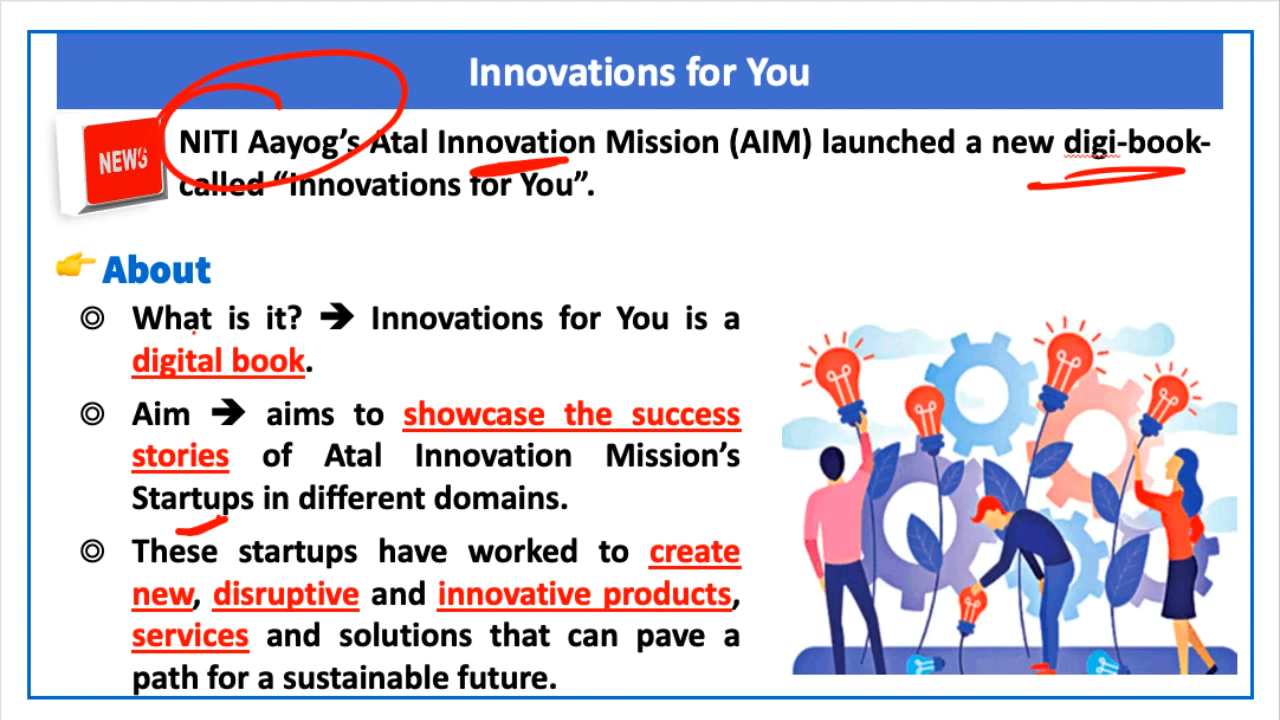 Innovations for You
NEWS
NITI Aayog's Atal Innovation Mission (AIM) launched a new digi-book-
called “Innovations for You”.
About
What is it? ➔ Innovations for You is a
digital book.
Aim ➔ aims to showcase the success
stories of Atal Innovation Mission’s
Startups in different domains.
These startups have worked to create
new, disruptive and innovative products,
services and solutions that can pave a
path for a sustainable future.